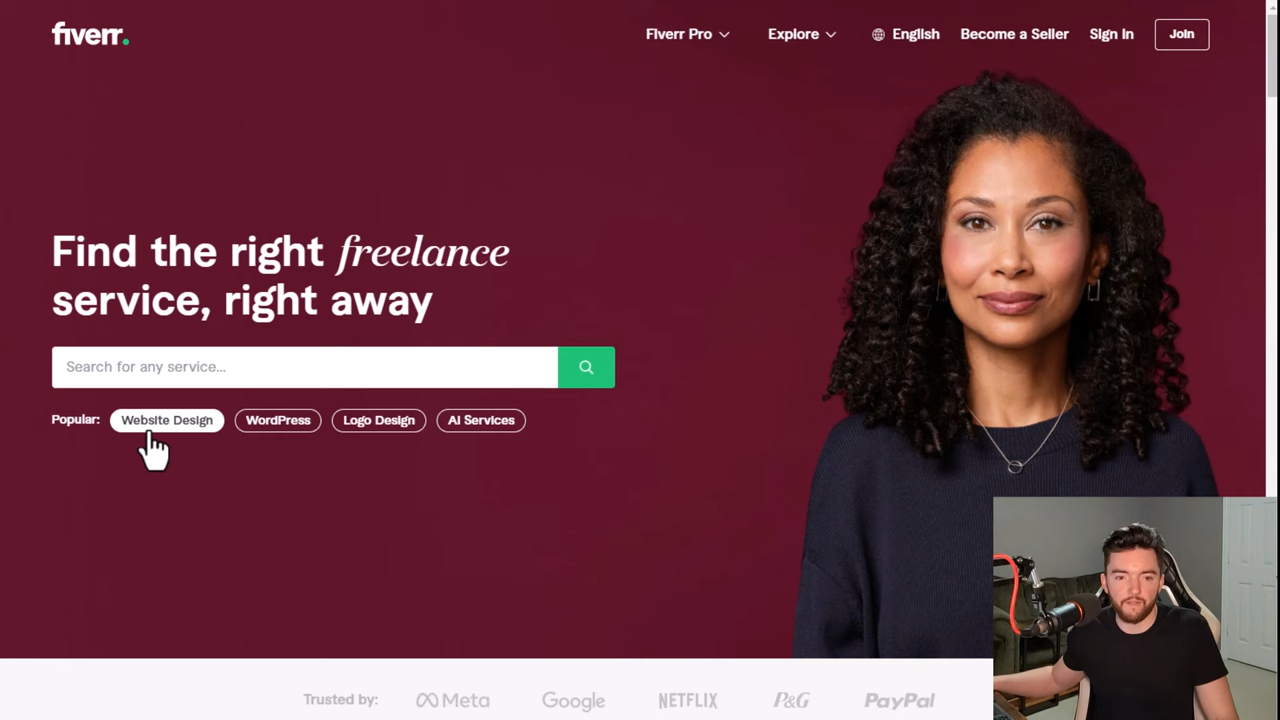 fiverr.
Fiverr Pro
Explore
English
Become a Seller
Sign in
Join
Find the right freelance
service, right away
Search for any service...
Popular:
Website Design
WordPress
Logo Design
AI Services
Trusted by:
Meta
Google
NETFLIX
P&G
PayPal